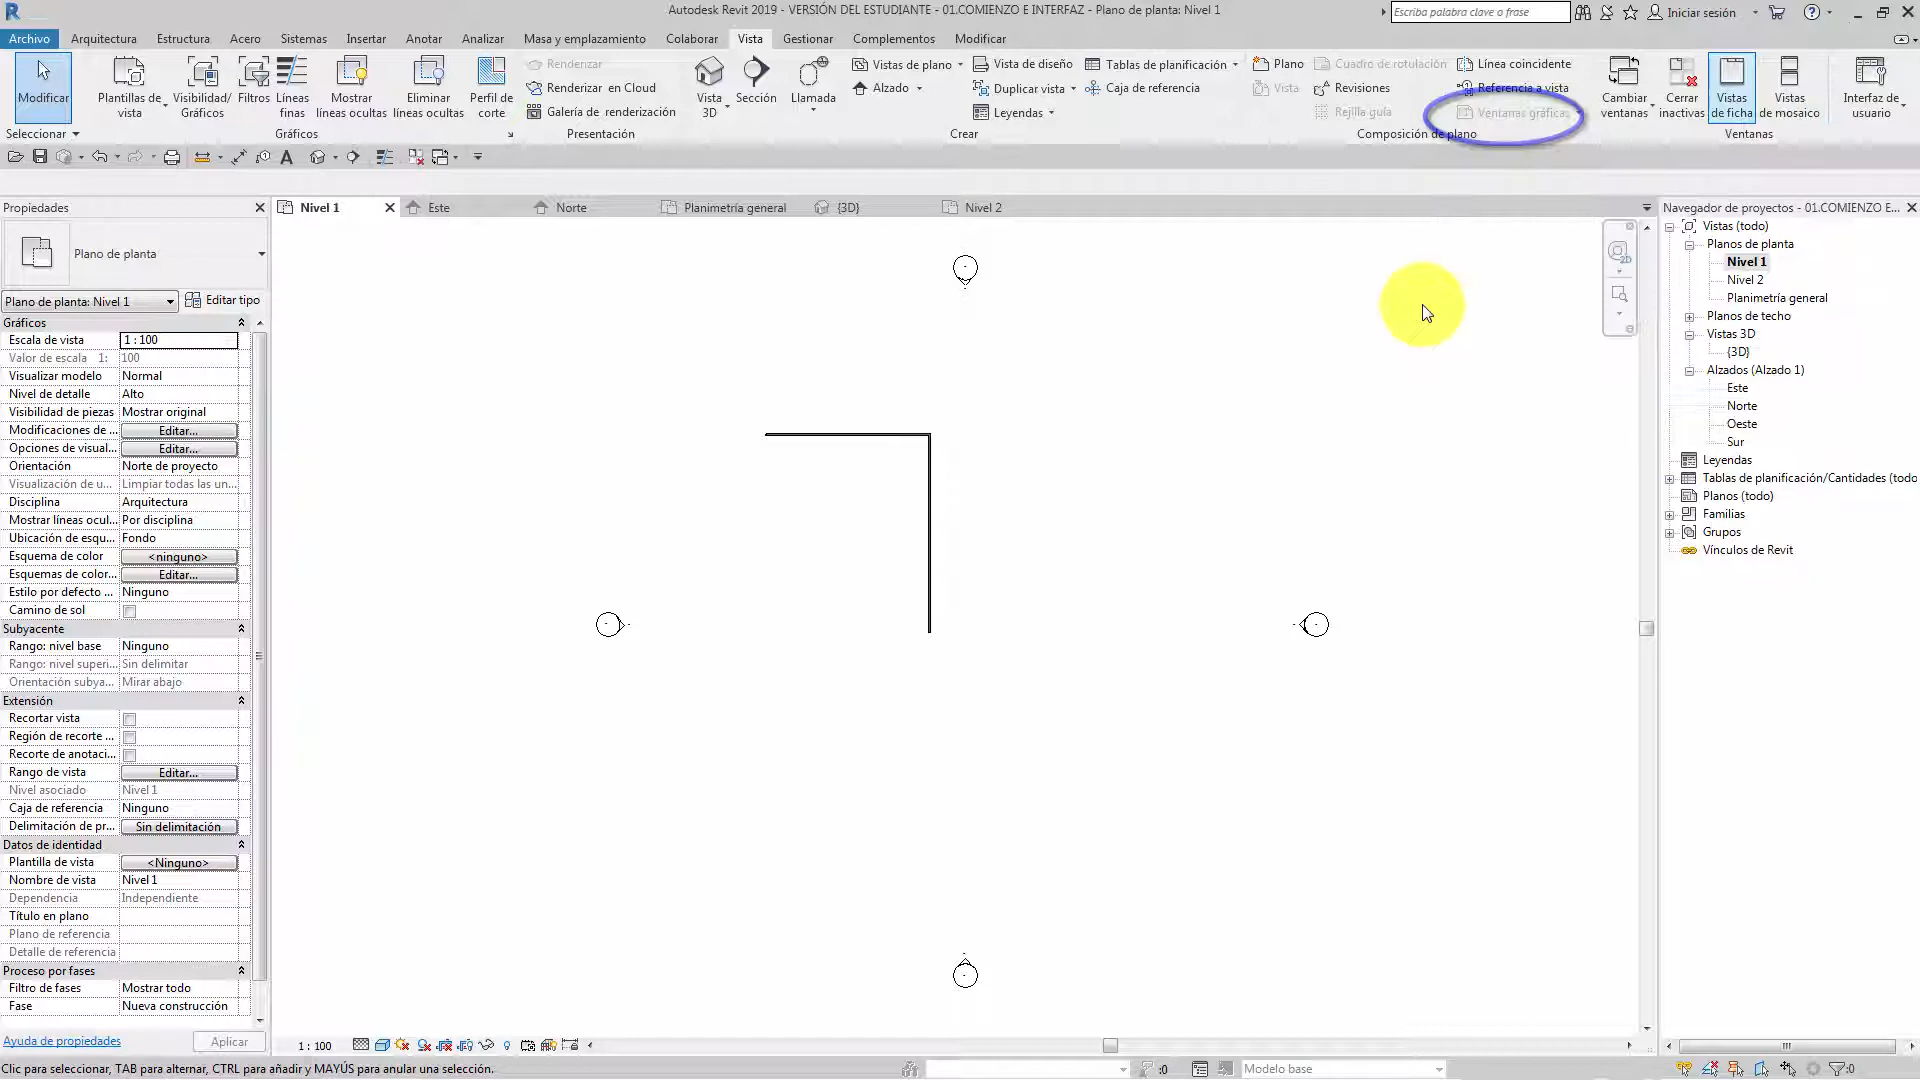 Autodesk Revit 2019 - VERSIÓN DEL ESTUDIANTE - 01.COMIENZO E INTERFAZ - Plano de planta: Nivel 1
Escriba palabra clave o frase
Iniciar sesión
Archivo Arquitectura Estructura Acero Sistemas Insertar Anotar Analizar Masa y emplazamiento Colaborar Vista Gestionar Complementos Modificar
Modificar
Plantillas de vista
Visibilidad/ Gráficos
Filtros
Líneas finas
Mostrar líneas ocultas
Eliminar líneas ocultas
Perfil de corte
Renderizar
Renderizar en Cloud
Galería de renderización
Vista 3D
Sección
Llamada
Vistas de plano
Alzado
Vista de diseño
Duplicar vista
Leyendas
Tablas de planificación
Caja de referencia
Plano
Vista
Cuadro de rotulación
Revisiones
Rejilla guía
Línea coincidente
Referencia a vista
Ventanas gráficas
Cambiar ventanas
Cerrar inactivas
Vistas de ficha
Vistas de mosaico
Interfaz de usuario
Seleccionar
Gráficos
Presentación
Crear
Composición de plano
Ventanas
Propiedades
Nivel 1
Este
Norte
Planimetría general
{3D}
Nivel 2
Navegador de proyectos - 01.COMIENZO E...
Plano de planta
Plano de planta: Nivel 1
Editar tipo
Gráficos
Escala de vista 1 : 100
Valor de escala 1: 100
Visualizar modelo Normal
Nivel de detalle Alto
Visibilidad de piezas Mostrar original
Modificaciones de ... Editar...
Opciones de visual... Editar...
Orientación Norte de proyecto
Visualización de u... Limpiar todas las un...
Disciplina Arquitectura
Mostrar líneas ocul... Por disciplina
Ubicación de esqu... Fondo
Esquema de color <ninguno>
Esquemas de color... Editar...
Estilo por defecto ... Ninguno
Camino de sol
Subyacente
Rango: nivel base Ninguno
Rango: nivel superi... Sin delimitar
Orientación subya... Mirar abajo
Extensión
Recortar vista
Región de recorte ...
Recorte de anotaci...
Rango de vista Editar...
Nivel asociado Nivel 1
Caja de referencia Ninguno
Delimitación de pr... Sin delimitación
Datos de identidad
Plantilla de vista <Ninguno>
Nombre de vista Nivel 1
Dependencia Independiente
Título en plano
Plano de referencia
Detalle de referencia
Proceso por fases
Filtro de fases Mostrar todo
Fase Nueva construcción
Ayuda de propiedades
Aplicar
2D
Vistas (todo)
Planos de planta
Nivel 1
Nivel 2
Planimetría general
Planos de techo
Vistas 3D
{3D}
Alzados (Alzado 1)
Este
Norte
Oeste
Sur
Leyendas
Tablas de planificación/Cantidades (todo
Planos (todo)
Familias
Grupos
Vínculos de Revit
1 : 100
Clic para seleccionar, TAB para alternar, CTRL para añadir y MAYÚS para anular una selección.
:0
Modelo base
:0